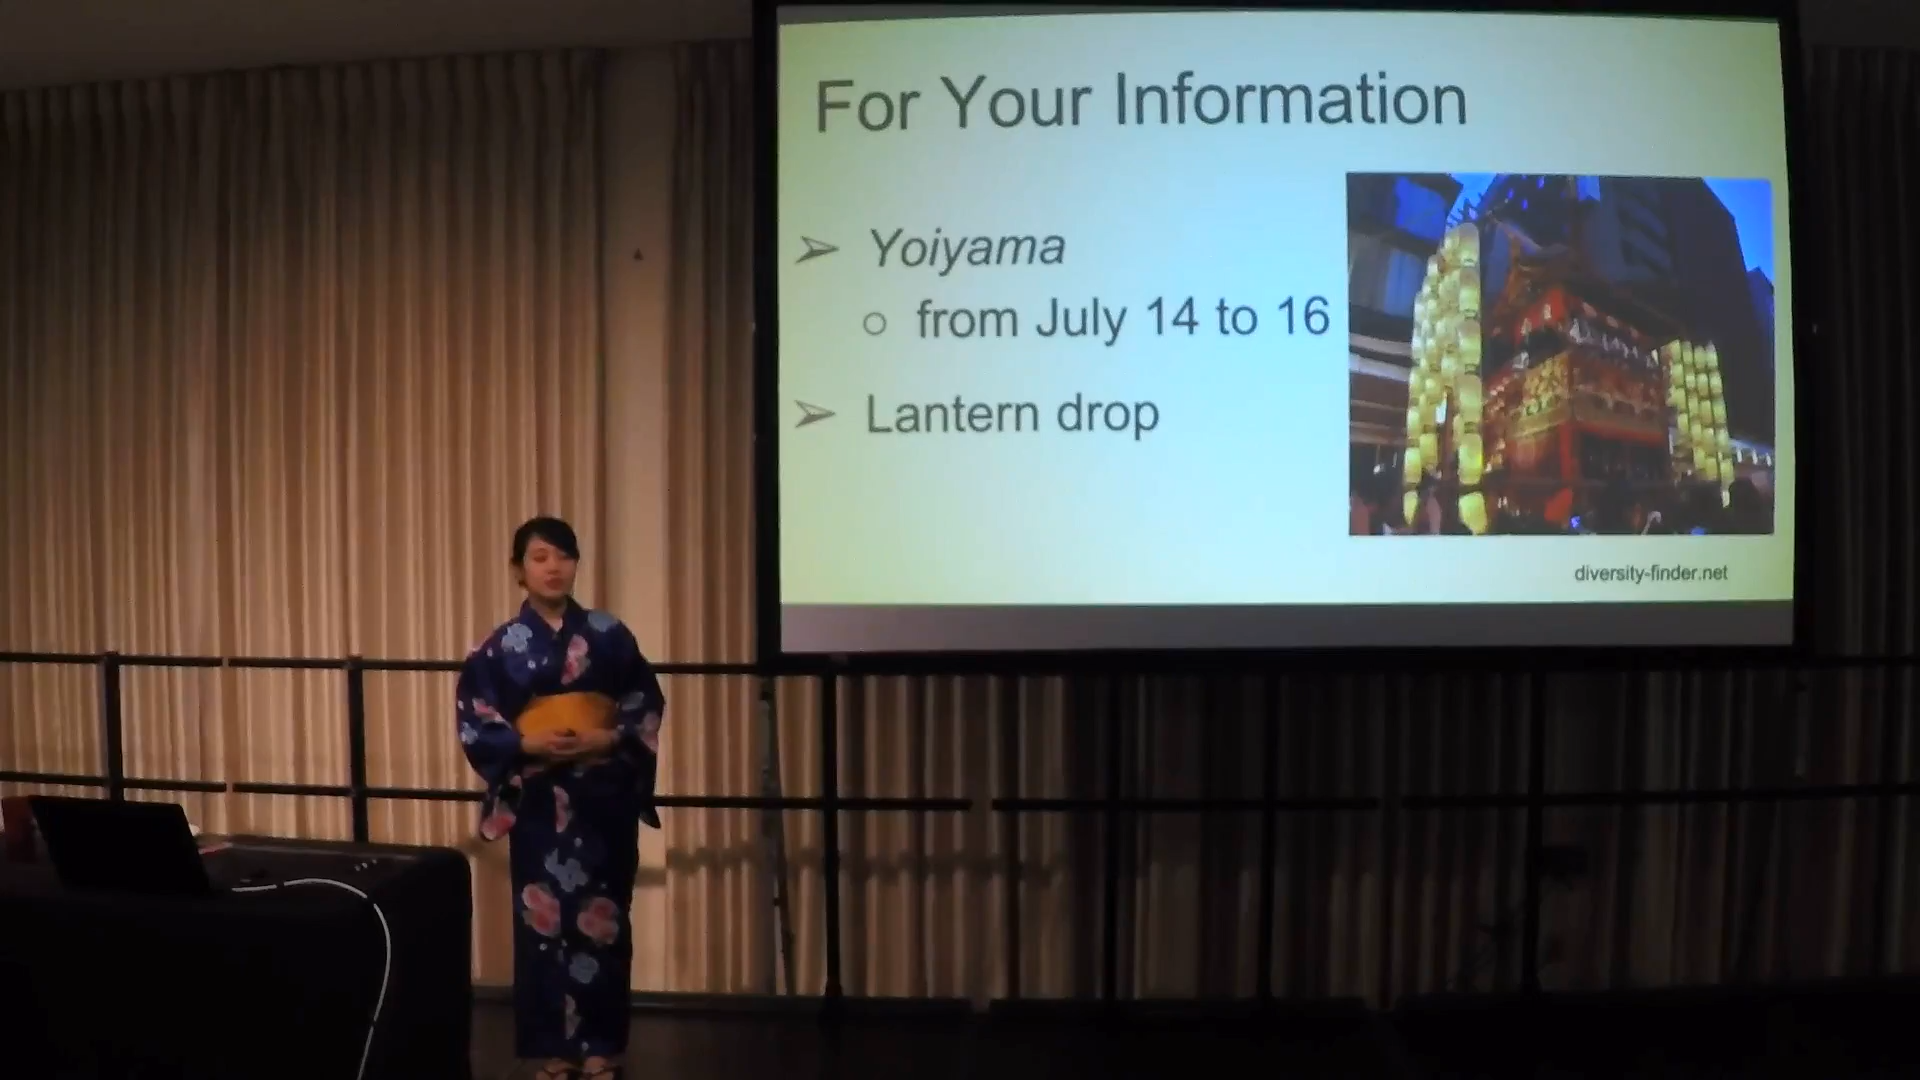 For Your Information
➢ Yoiyama
○ from July 14 to 16
➢ Lantern drop
diversity-finder.net